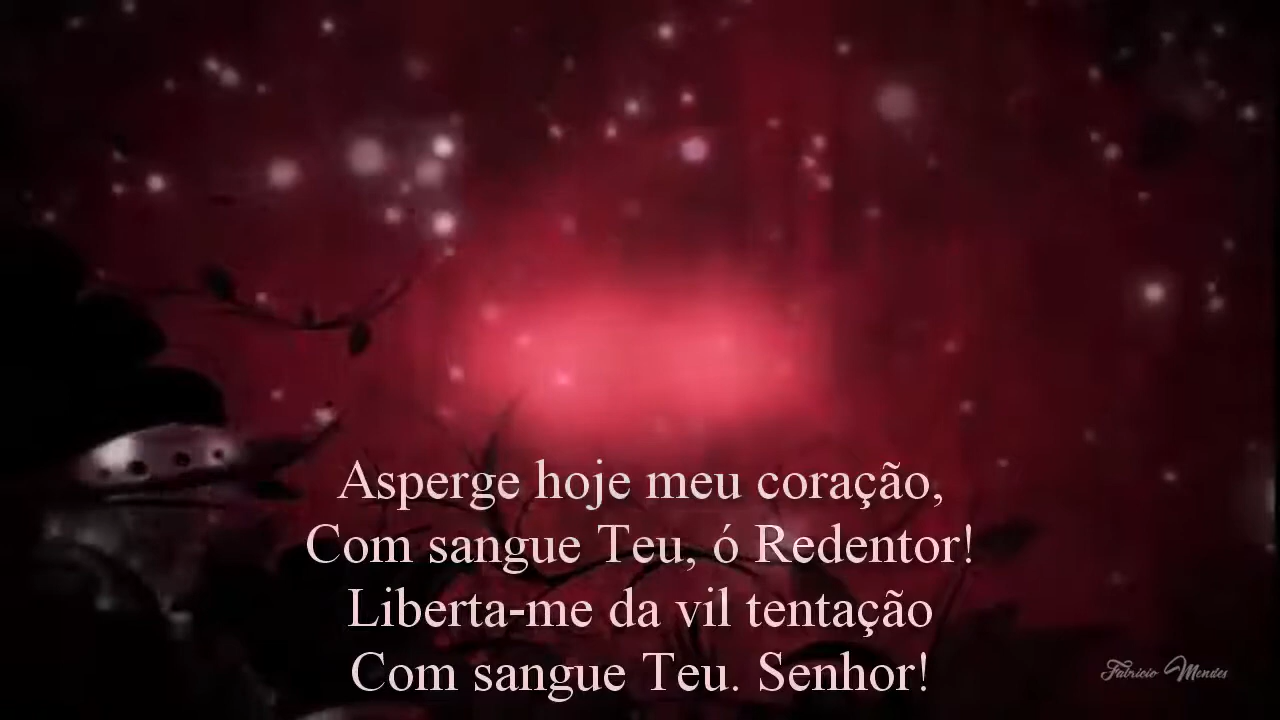 Asperge hoje meu coração,
Com sangue Teu, ó Redentor!
Liberta-me da vil tentação
Com sangue Teu. Senhor!
Fabricio Mendes